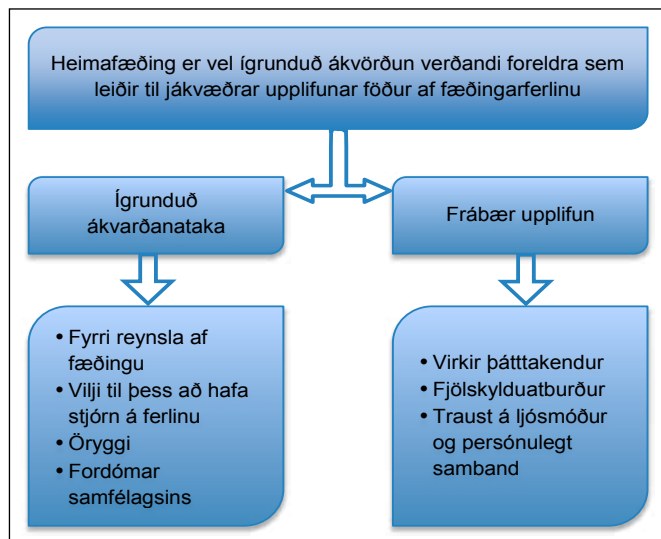 Heimafæðing er vel ígrunduð ákvörðun verðandi foreldra sem
leiðir til jákvæðrar upplifunar föður af fæðingarferlinu
Ígrunduð
ákvarðanataka
Frábær upplifun
• Fyrri reynsla af
fæðingu
• Vilji til þess að hafa
stjórn á ferlinu
• Öryggi
• Fordómar
samfélagsins
• Virkir þátttakendur
• Fjölskylduatburður
• Traust á ljósmóður
og persónulegt
samband